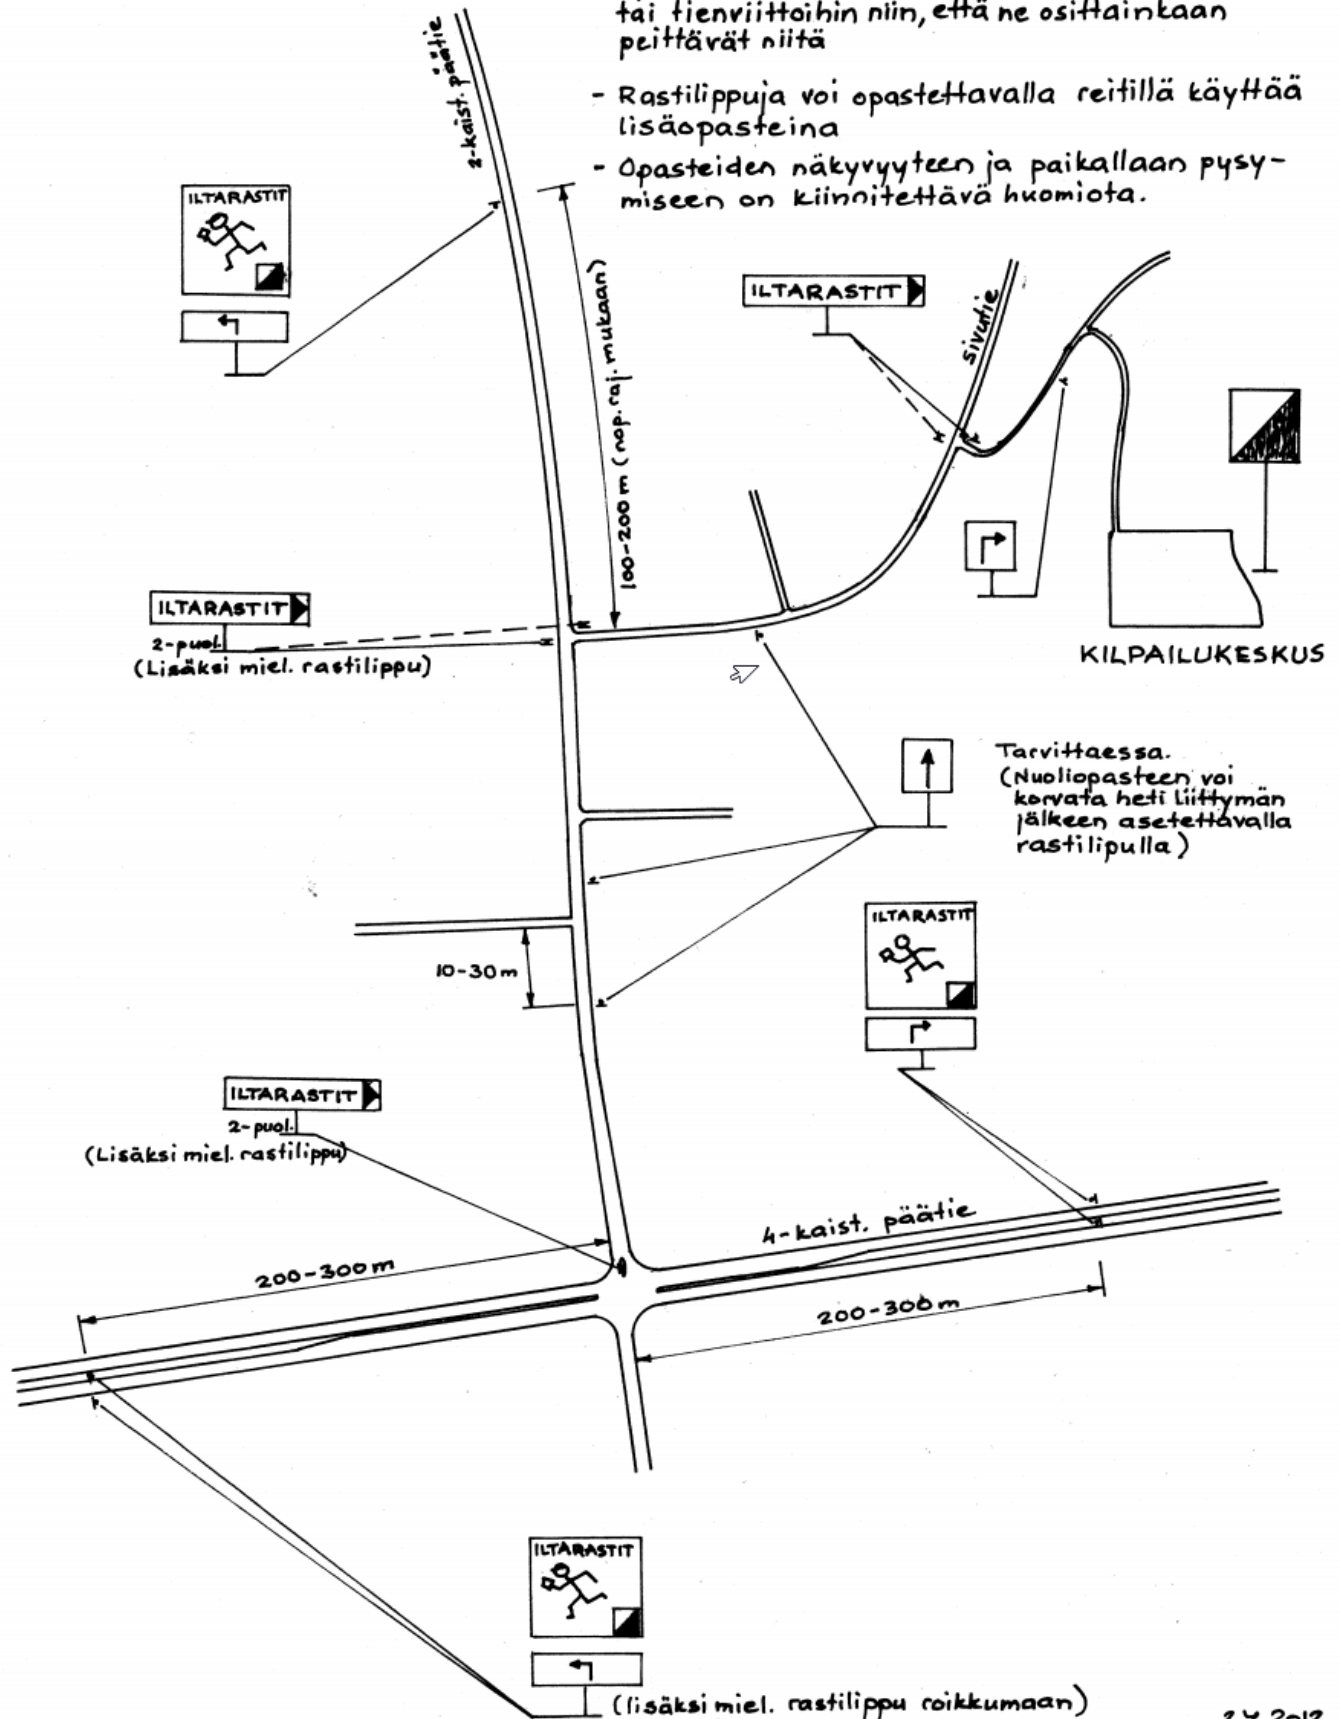 tai tienviittoihin niin, että ne osittainkaan
peittävät niitä
- Rastilippuja voi opastettavalla reitillä käyttää
lisäopasteina
- Opasteiden näkyvyyteen ja paikallaan pysy-
miseen on kiinnitettävä huomiota.
2-kaist. päätie
ILTARASTIT
100-200 m (nop. raj. mukaan)
ILTARASTIT
sivutie
ILTARASTIT
2-puol.
(Lisäksi miel. rastilippu)
KILPAILUKESKUS
Tarvittaessa.
(Nuoliopasteen voi
korvata heti liittymän
jälkeen asetettavalla
rastilipulla)
ILTARASTIT
10-30 m
ILTARASTIT
2-puol.
(Lisäksi miel. rastilippu)
4-kaist. päätie
200-300 m
200-300 m
ILTARASTIT
(lisäksi miel. rastilippu roikkumaan)